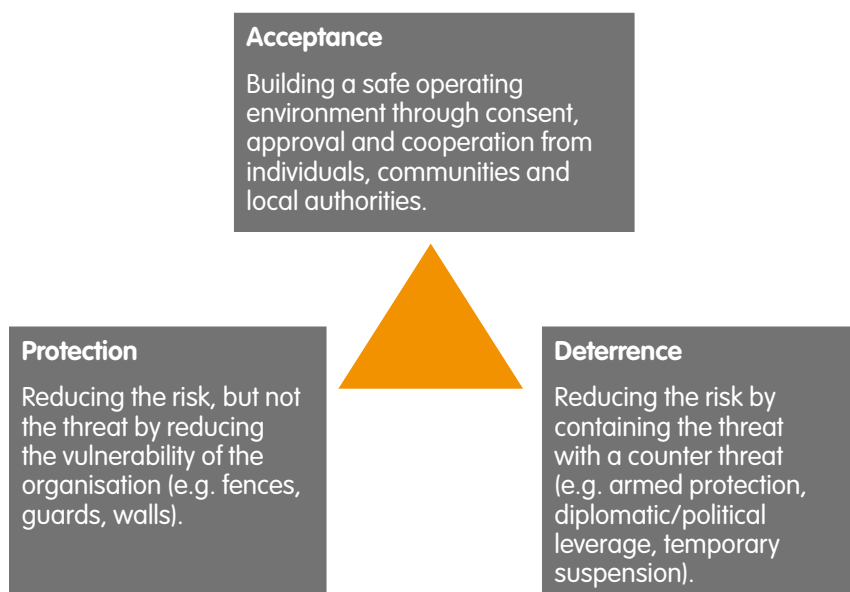 Acceptance
Building a safe operating
environment through consent,
approval and cooperation from
individuals, communities and
local authorities.
Protection
Reducing the risk, but not
the threat by reducing
the vulnerability of the
organisation (e.g. fences,
guards, walls).
Deterrence
Reducing the risk by
containing the threat
with a counter threat
(e.g. armed protection,
diplomatic/political
leverage, temporary
suspension).